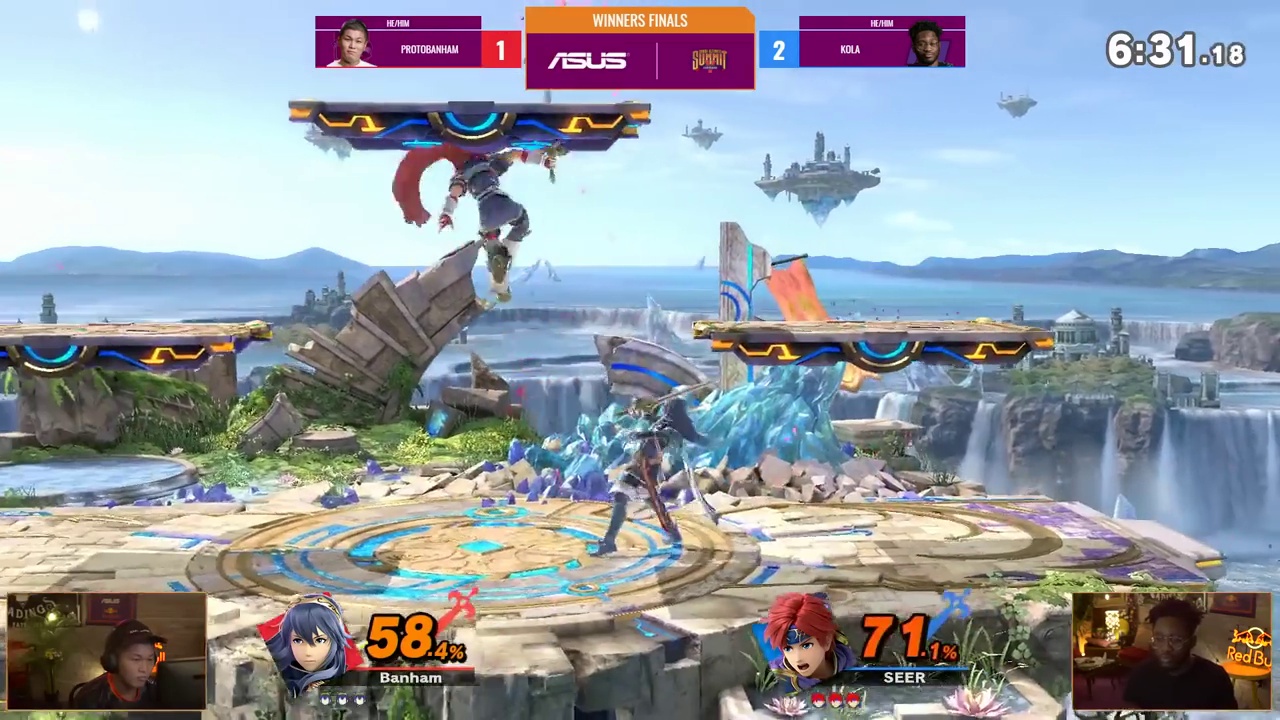 HE/HIM
PROTOBANHAM
1
WINNERS FINALS
ASUS
SUMMIT
2
HE/HIM
KOLA
6:31.18
58.4%
Banham
71.1%
SEER
Red Bu